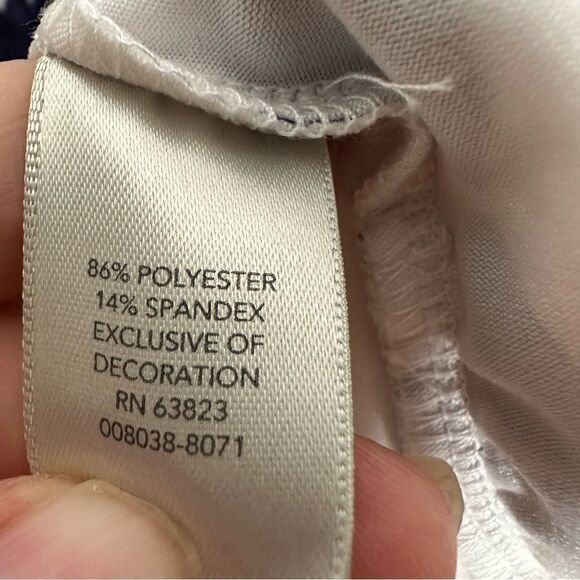 86% POLYESTER
14% SPANDEX
EXCLUSIVE OF
DECORATION
RN 63823
008038-8071